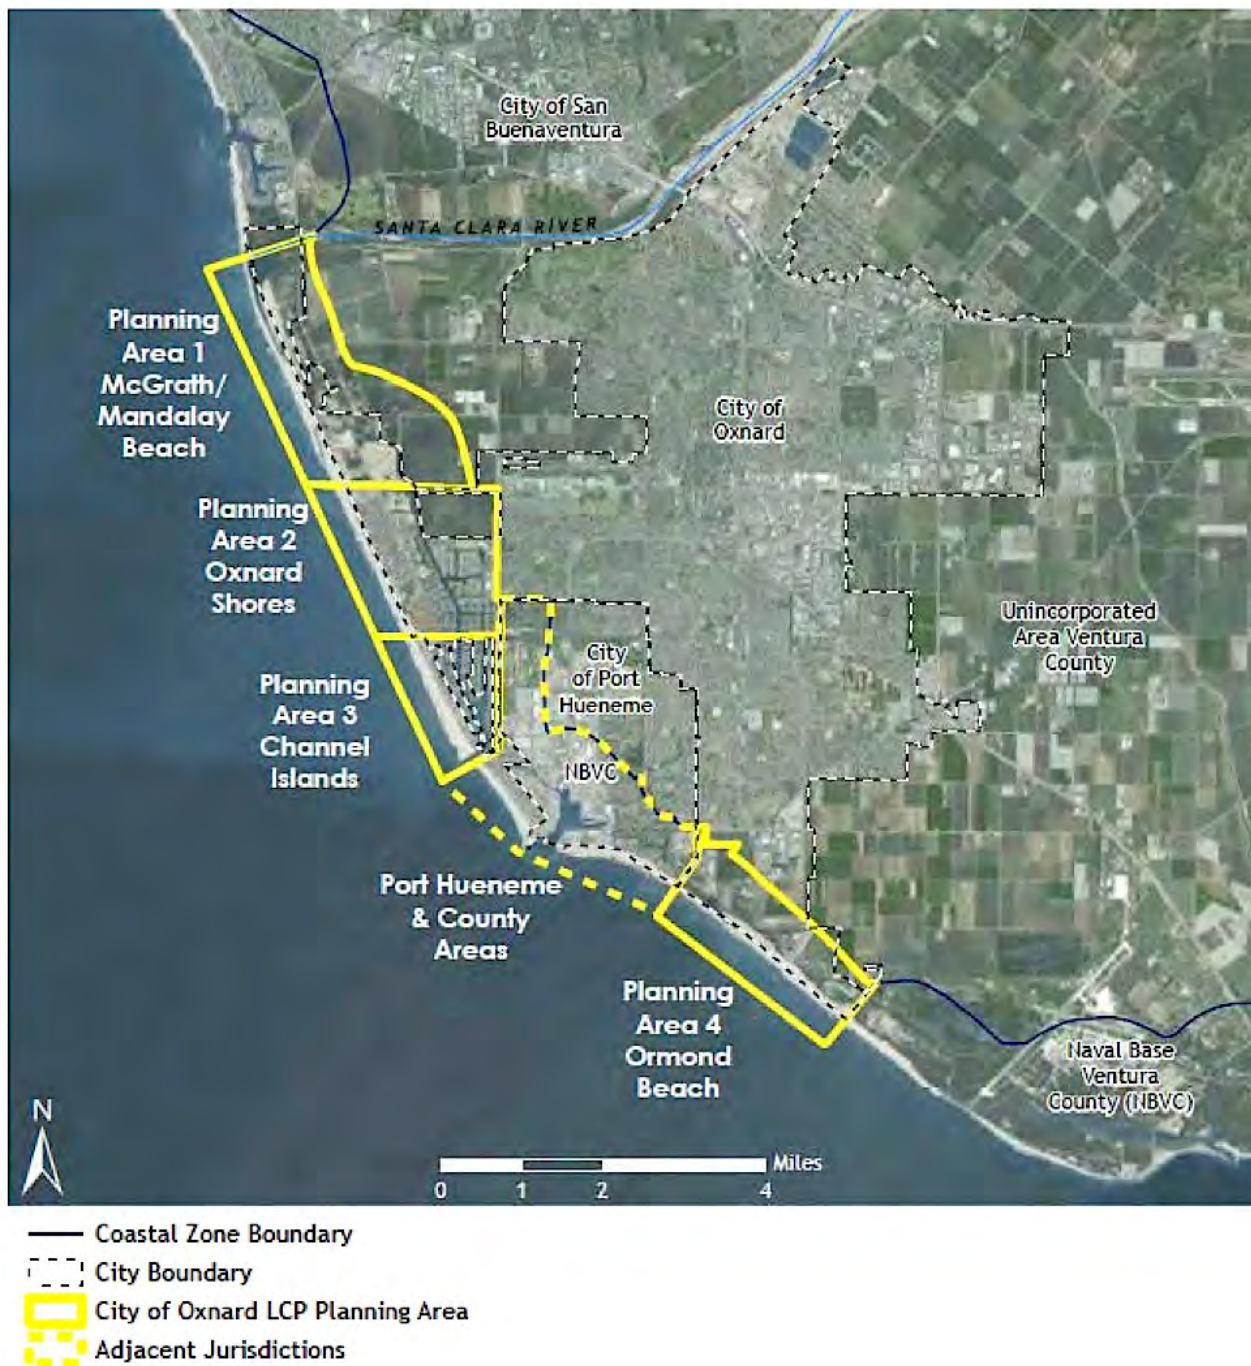 City of San
Buenaventura
SANTA CLARA RIVER
Planning
Area 1
McGrath/
Mandalay
Beach
City of
Oxnard
Planning
Area 2
Oxnard
Shores
Unincorporated
Area Ventura
County
City
of Port
Hueneme
Planning
Area 3
Channel
Islands
NBVC
Port Hueneme
& County
Areas
Planning
Area 4
Ormond
Beach
Naval Base
Ventura
County (NBVC)
N
Miles
0 1 2 4
Coastal Zone Boundary
City Boundary
City of Oxnard LCP Planning Area
Adjacent Jurisdictions